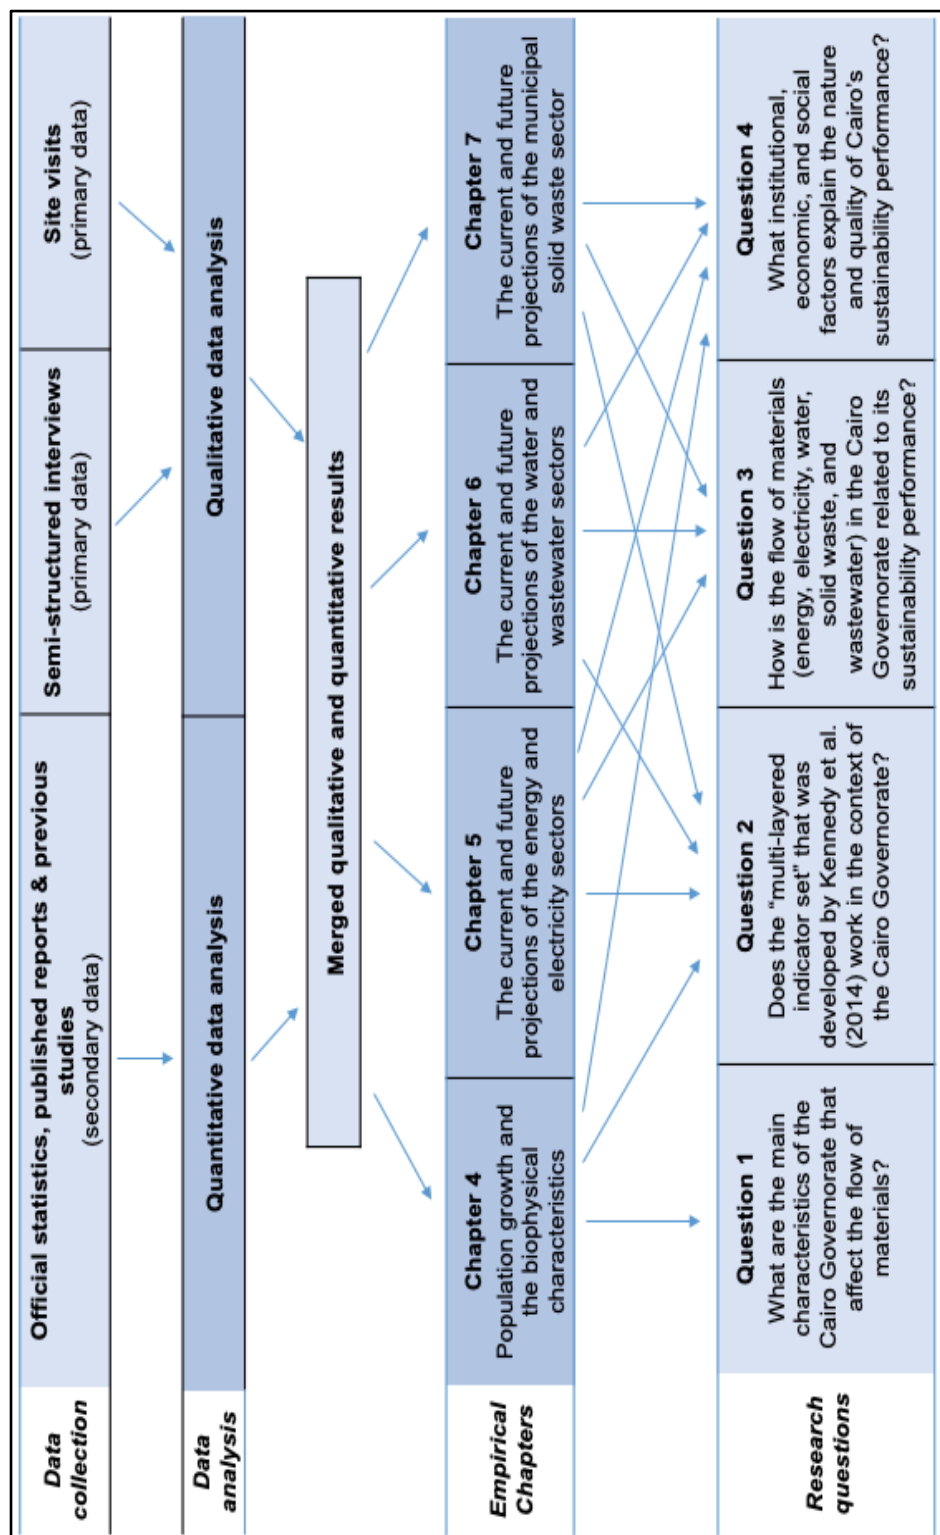 Data
collection
Official statistics, published reports & previous
studies
(secondary data)
Semi-structured interviews
(primary data)
Site visits
(primary data)
Data
analysis
Quantitative data analysis
Qualitative data analysis
Merged qualitative and quantitative results
Empirical
Chapters
Chapter 4
Population growth and
the biophysical
characteristics
Chapter 5
The current and future
projections of the energy and
electricity sectors
Chapter 6
The current and future
projections of the water and
wastewater sectors
Chapter 7
The current and future
projections of the municipal
solid waste sector
Research
questions
Question 1
What are the main
characteristics of the
Cairo Governorate that
affect the flow of
materials?
Question 2
Does the “multi-layered
indicator set” that was
developed by Kennedy et al.
(2014) work in the context of
the Cairo Governorate?
Question 3
How is the flow of materials
(energy, electricity, water,
solid waste, and
wastewater) in the Cairo
Governorate related to its
sustainability performance?
Question 4
What institutional,
economic, and social
factors explain the nature
and quality of Cairo’s
sustainability performance?